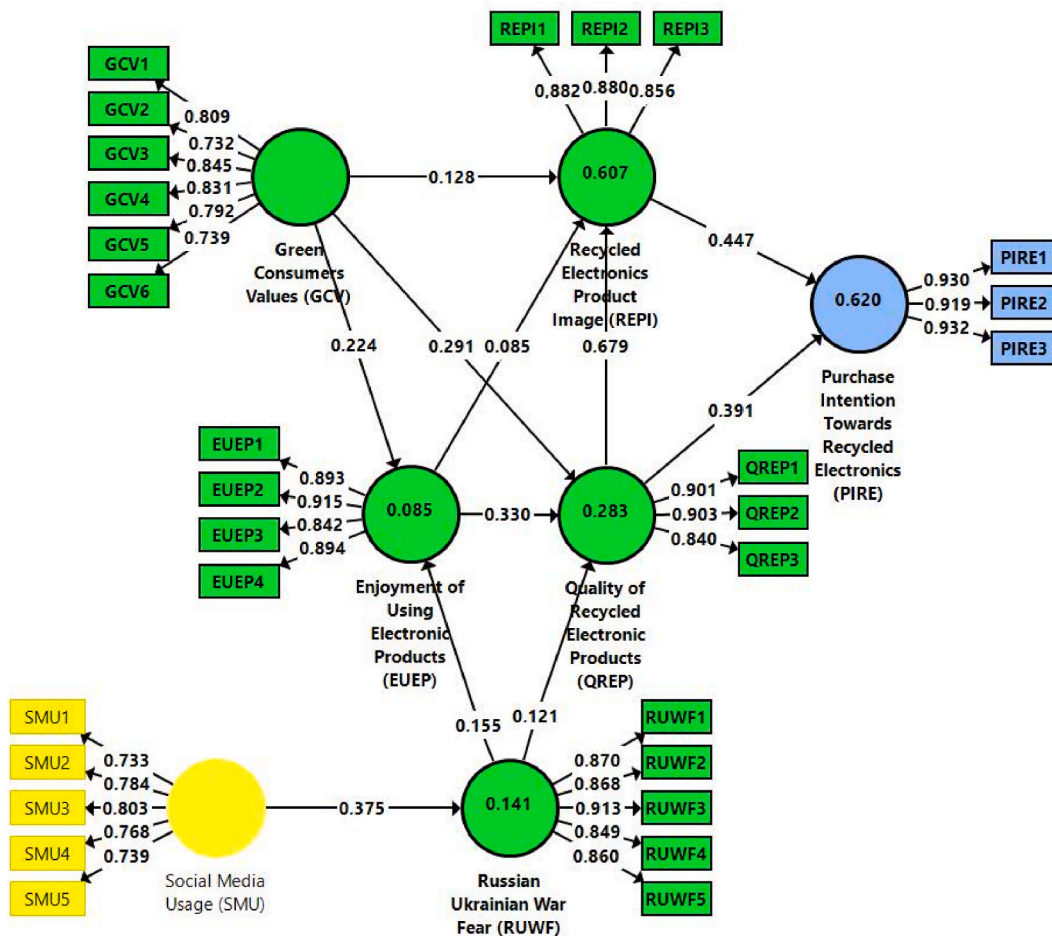 REPI1
REPI2
REPI3
GCV1
GCV2
GCV3
GCV4
GCV5
GCV6
0,882
0.880
0.856
0.809
0.732
0.845
0.831
0.792
0.739
0.607
0.128
Green
Consumers
Values (GCV)
Recycled
Electronics
Product
Image (REPI)
0.447
PIRE1
PIRE2
PIRE3
0.930
0.919
0.932
0.620
Purchase
Intention
Towards
Recycled
Electronics
(PIRE)
0.224
0.291
0.085
0.679
0.391
EUEP1
EUEP2
EUEP3
EUEP4
0.893
0.915
0.842
0.894
0.085
0.330
0.283
0.901
0.903
0.840
QREP1
QREP2
QREP3
Enjoyment of
Using
Electronic
Products
(EUEP)
Quality of
Recycled
Electronic
Products
(QREP)
0.155
0.121
SMU1
SMU2
SMU3
SMU4
SMU5
0.733
0.784
0.803
0.768
0.739
0.375
0.141
0.870
0.868
0.913
0.849
0.860
RUWF1
RUWF2
RUWF3
RUWF4
RUWF5
Social Media
Usage (SMU)
Russian
Ukrainian War
Fear (RUWF)